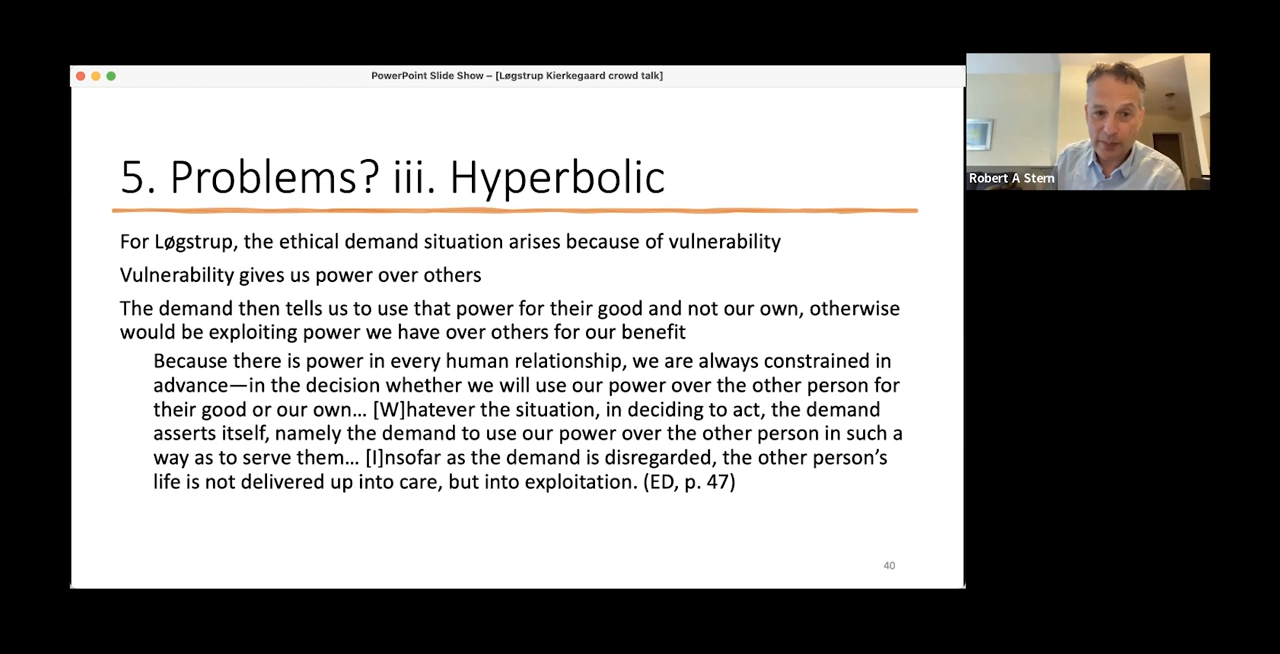 PowerPoint Slide Show – [Løgstrup Kierkegaard crowd talk]
5. Problems? iii. Hyperbolic
For Løgstrup, the ethical demand situation arises because of vulnerability
Vulnerability gives us power over others
The demand then tells us to use that power for their good and not our own, otherwise
would be exploiting power we have over others for our benefit
Because there is power in every human relationship, we are always constrained in
advance—in the decision whether we will use our power over the other person for
their good or our own... [W]hatever the situation, in deciding to act, the demand
asserts itself, namely the demand to use our power over the other person in such a
way as to serve them... [I]nsofar as the demand is disregarded, the other person's
life is not delivered up into care, but into exploitation. (ED, p. 47)
40
Robert A Stern